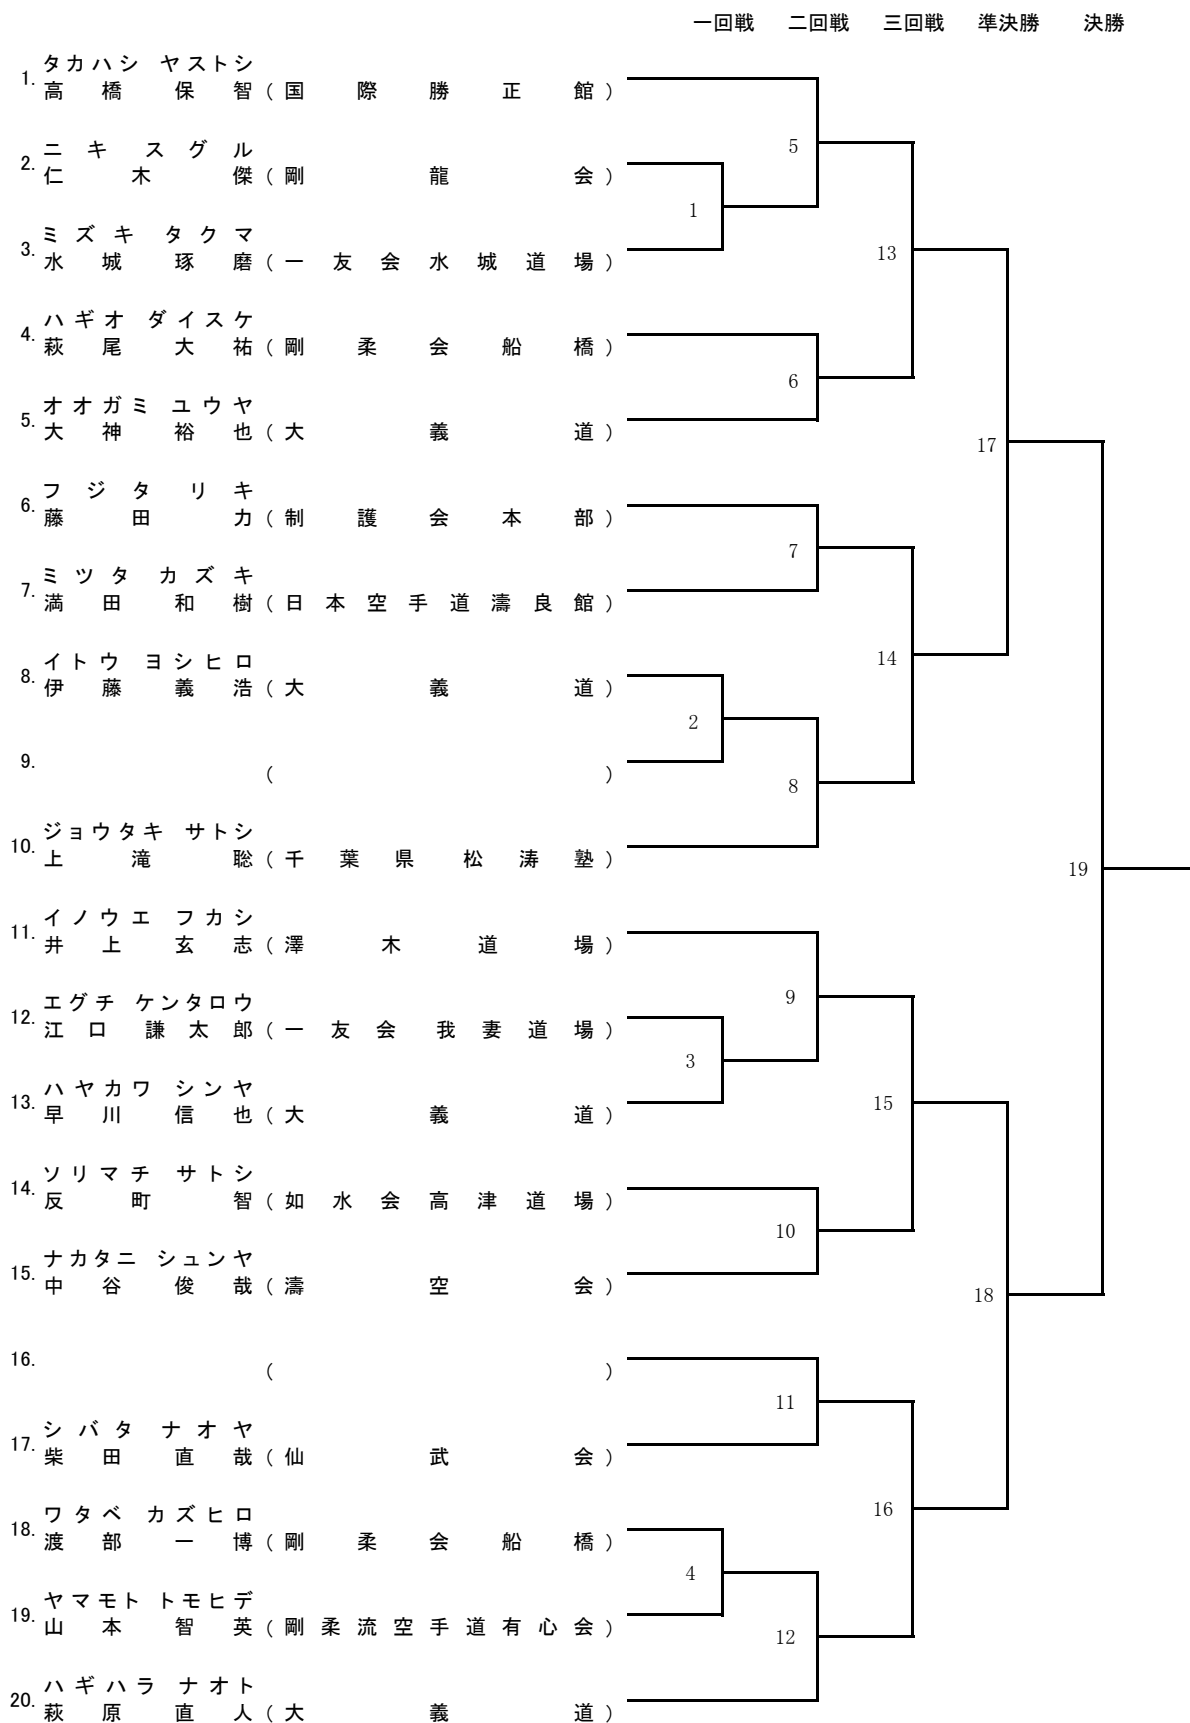 一回戦 二回戦 三回戦 準決勝 決勝
タカハシ ヤストシ
1. 高橋保智 (国際勝正館)
5
ニキ スグル
2. 仁木傑 (剛龍会)
1
ミズキ タクマ
3. 水城琢磨 (一友会水城道場)
13
ハギオ ダイスケ
4. 萩尾大祐 (剛柔会船橋)
6
オオガミ ユウヤ
5. 大神裕也 (大義道)
17
フジタ リキ
6. 藤田力 (制護会本部)
7
ミツタ カズキ
7. 満田和樹 (日本空手道濤良館)
14
イトウ ヨシヒロ
8. 伊藤義浩 (大義道)
2
9. ( )
8
ジョウタキ サトシ
10. 上滝聡 (千葉県松涛塾)
19
イノウエ フカシ
11. 井上玄志 (澤木道場)
9
エグチ ケンタロウ
12. 江口謙太郎 (一友会我妻道場)
3
ハヤカワ シンヤ
13. 早川信也 (大義道)
15
ソリマチ サトシ
14. 反町智 (如水会高津道場)
10
ナカタニ シュンヤ
15. 中谷俊哉 (濤空会)
18
16. ( )
11
シバタ ナオヤ
17. 柴田直哉 (仙武会)
16
ワタベ カズヒロ
18. 渡部一博 (剛柔会船橋)
4
ヤマモト トモヒデ
19. 山本智英 (剛柔流空手道有心会)
12
ハギハラ ナオト
20. 萩原直人 (大義道)